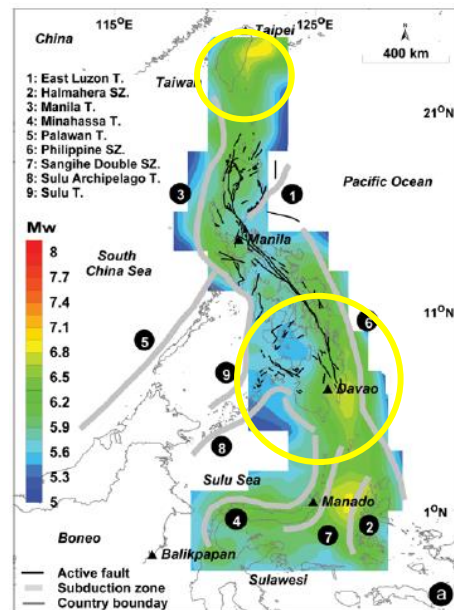 115°E
125°E
China
Taipei
400 km
N
1: East Luzon T.
2: Halmahera SZ.
3: Manila T.
4: Minahassa T.
5: Palawan T.
6: Philippine SZ.
7: Sangihe Double SZ.
8: Sulu Archipelago T.
9: Sulu T.
Taiwan
21°N
Pacific Ocean
3
1
Manila
Mw
8
7.7
7.4
7.1
6.8
6.5
6.2
5.9
5.6
5.3
5
South
China Sea
11°N
5
6
9
Davao
8
Sulu Sea
Manado
1°N
4
7
2
Boneo
Balikpapan
Sulawesi
Active fault
Subduction zone
Country boundary
a